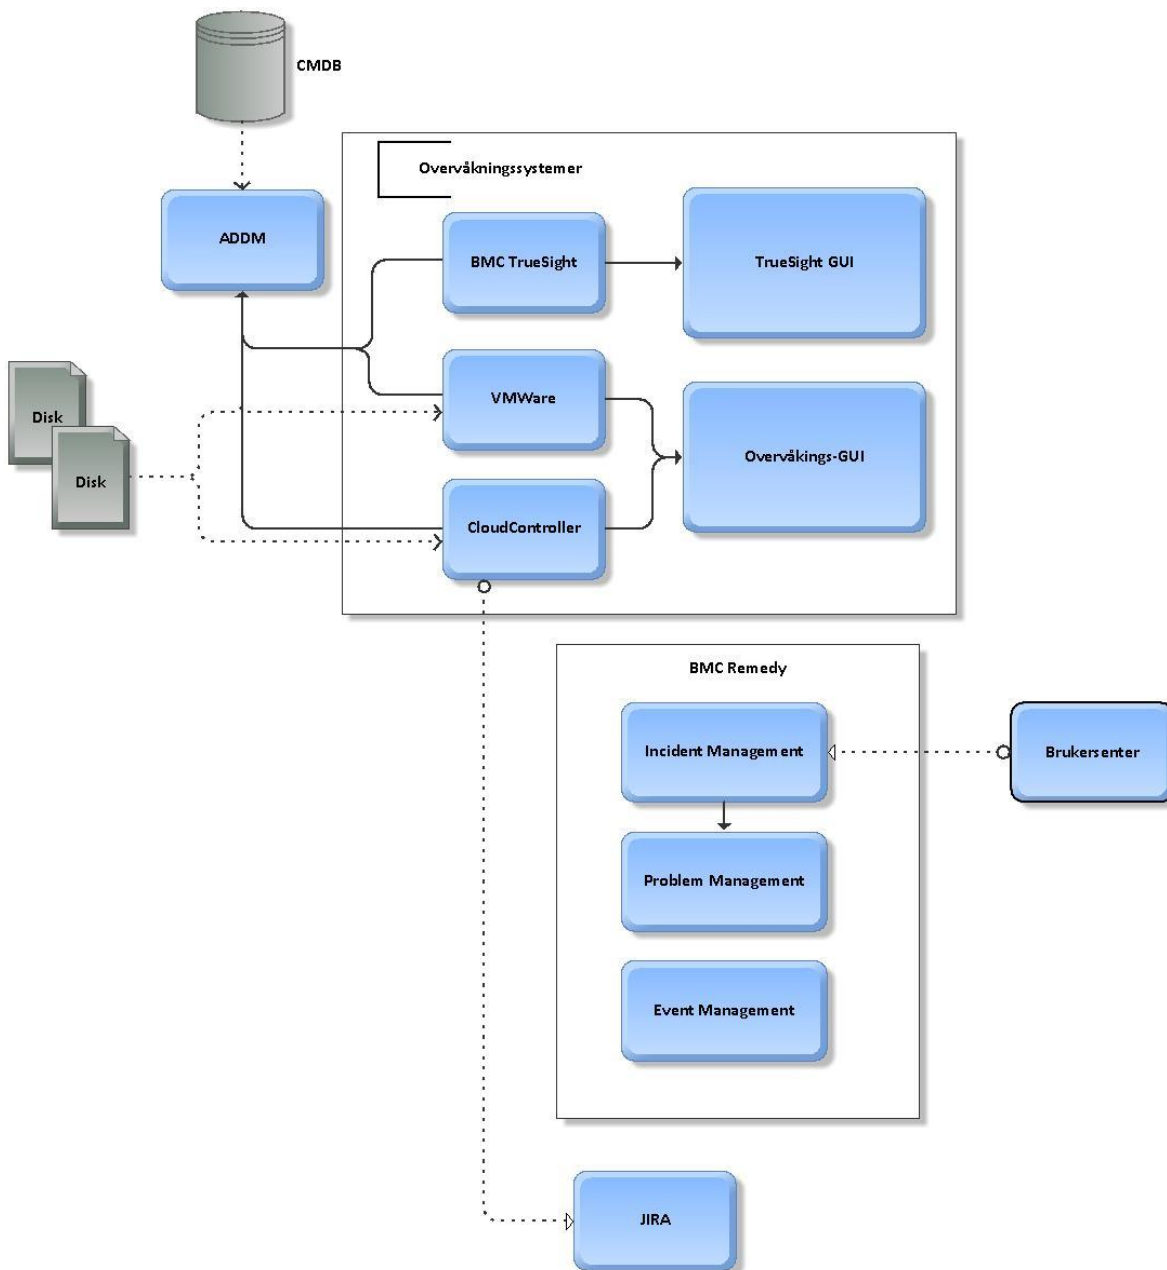 CMDB
Overvåkningssystemer
ADDM
BMC TrueSight
TrueSight GUI
VMWare
Disk
Disk
Overvåkings-GUI
CloudController
BMC Remedy
Incident Management
Brukersenter
Problem Management
Event Management
JIRA